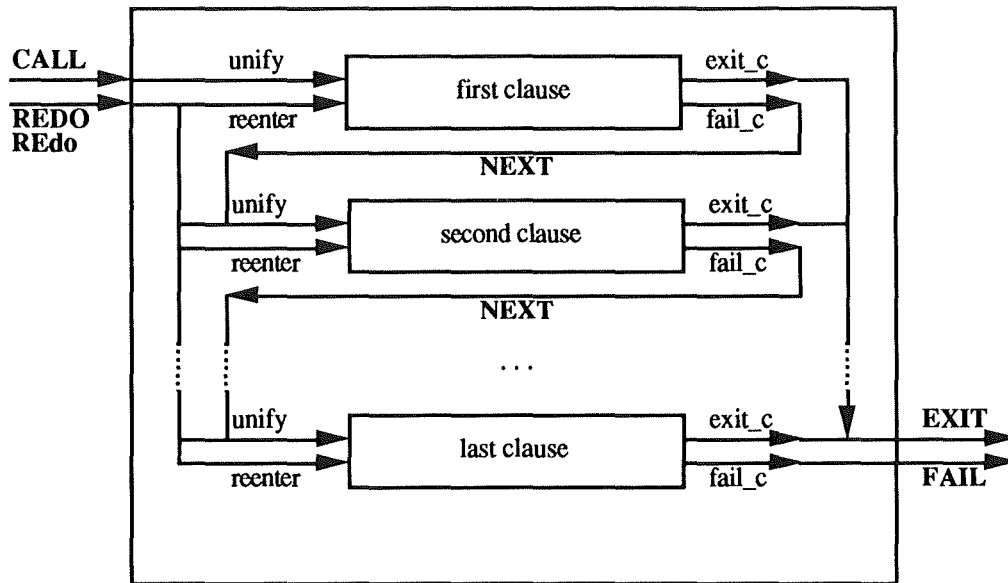 CALL
unify
first clause
exit_c
REDO
REdo
reenter
fail_c
NEXT
unify
second clause
exit_c
reenter
fail_c
NEXT
...
unify
last clause
exit_c
EXIT
reenter
fail_c
FAIL